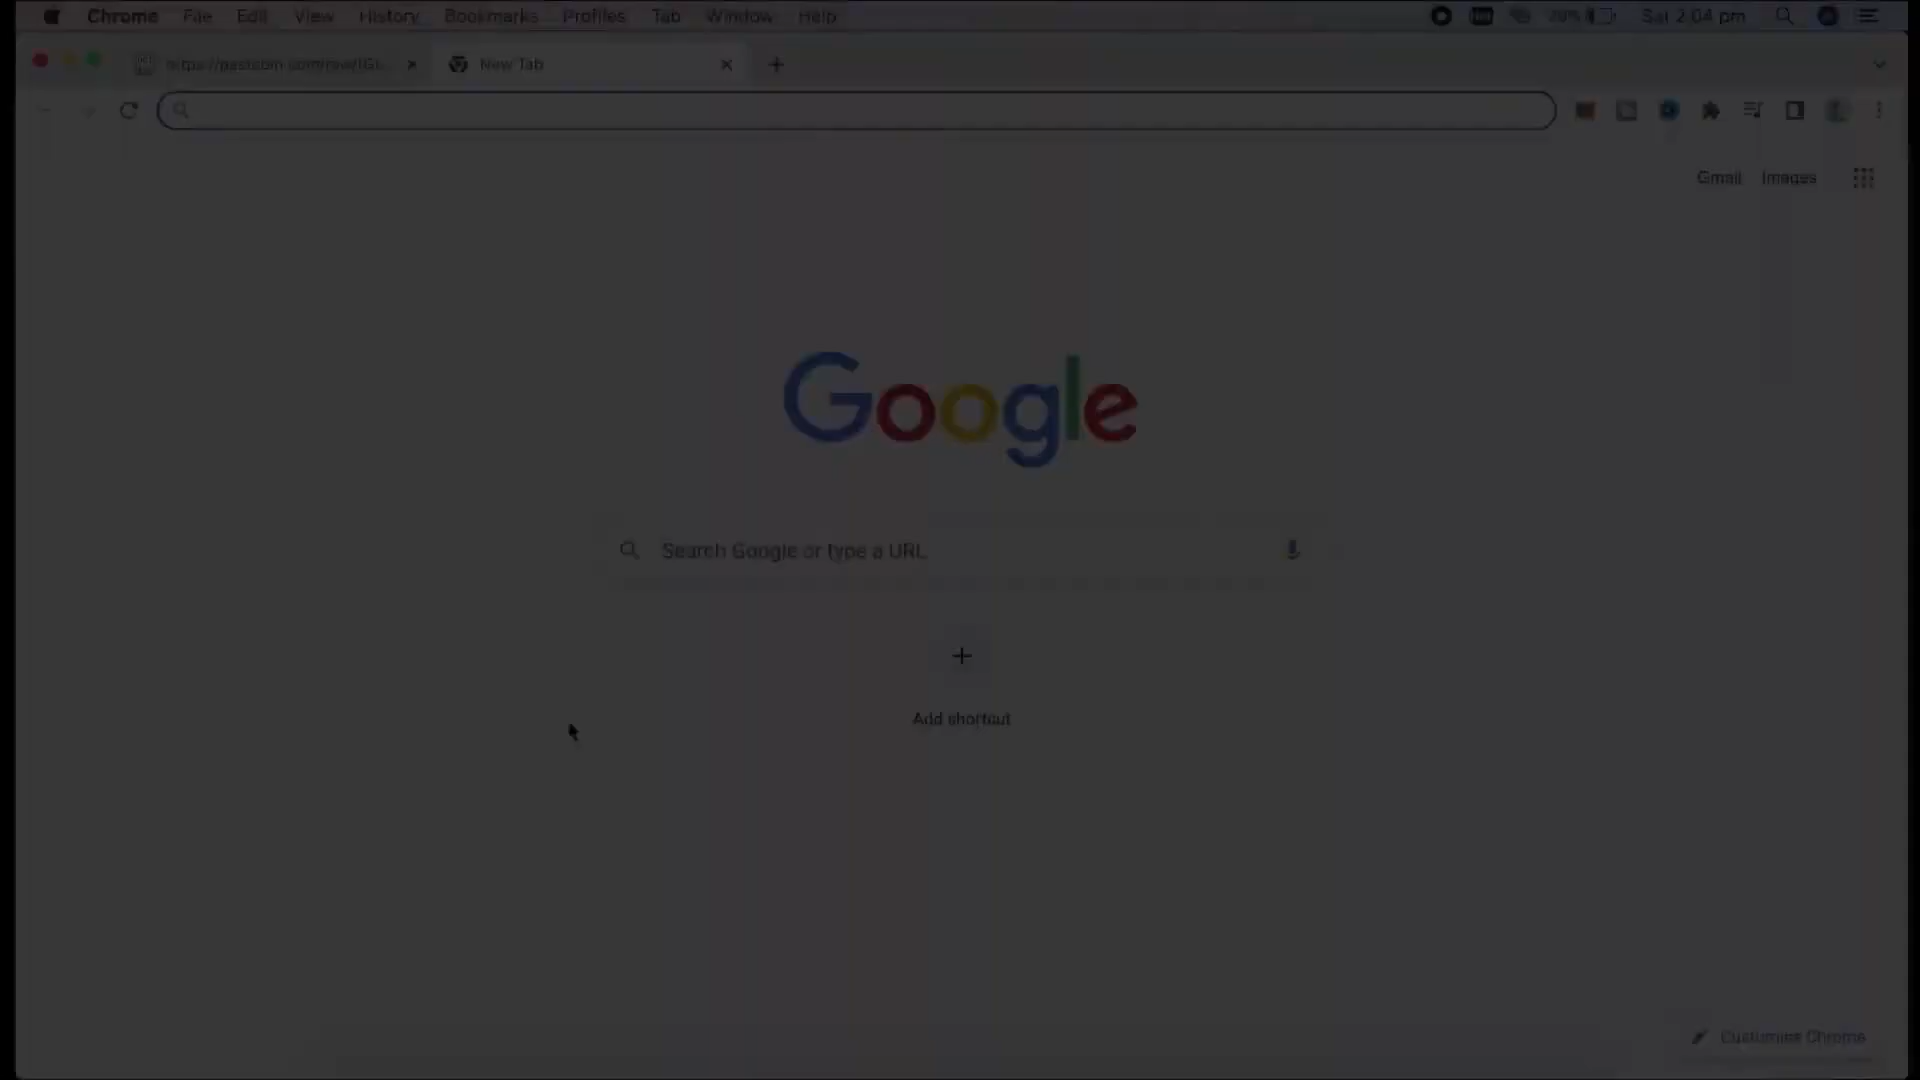 Chrome File Edit View History Bookmarks Profiles Tab Window Help
Sat 2:04 pm
New Tab
Gmail Images
Google
Search Google or type a URL
Add shortcut
Customise Chrome